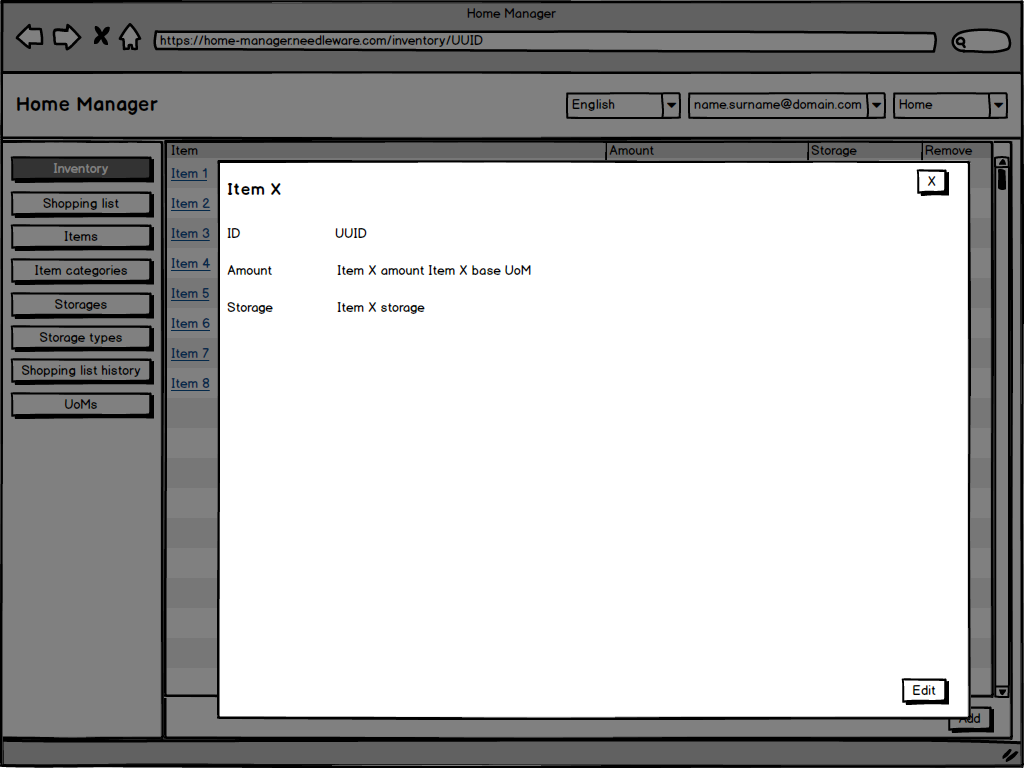 Home Manager
https://home-manager.needleware.com/inventory/UUID
Home Manager
English
name.surname@domain.com
Home
Inventory
Shopping list
Items
Item categories
Storages
Storage types
Shopping list history
UoMs
Item Amount Storage Remove
Item 1
Item 2
Item 3
Item 4
Item 5
Item 6
Item 7
Item 8
Item X
X
ID UUID
Amount Item X amount Item X base UoM
Storage Item X storage
Edit
Add